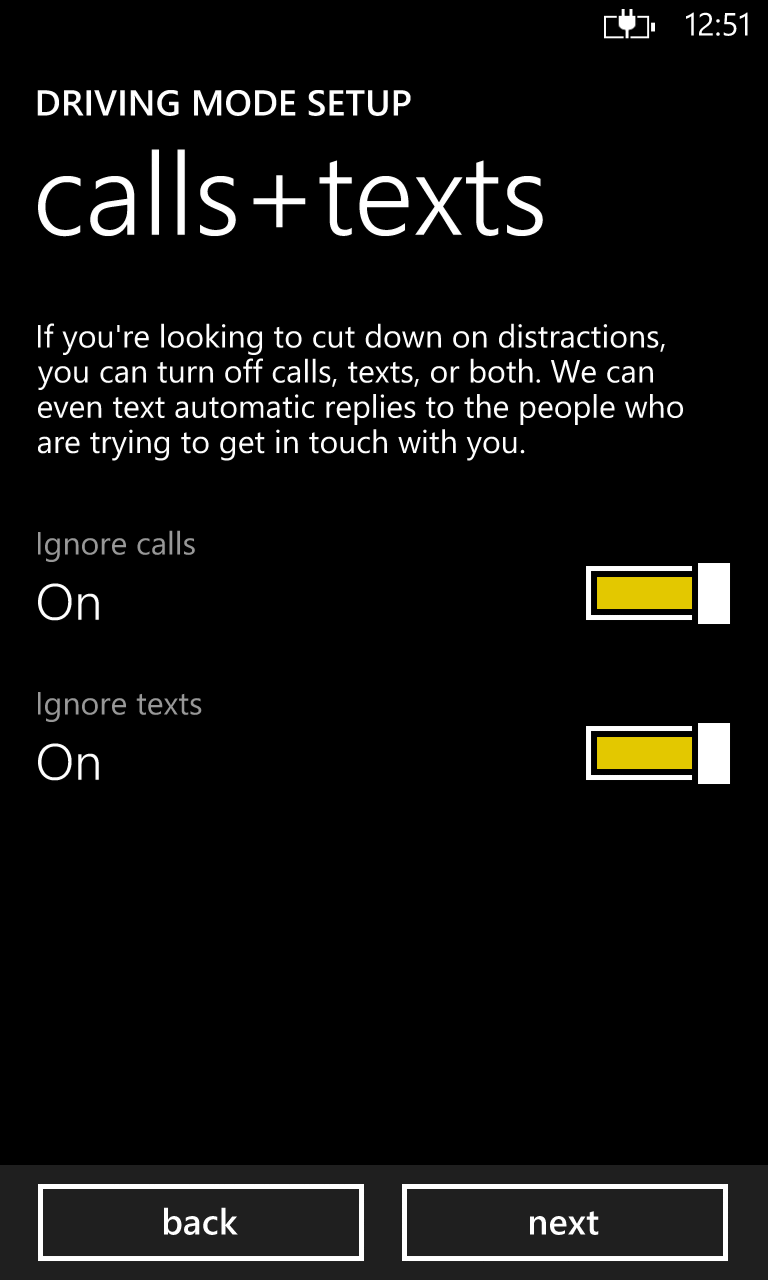 12:51
DRIVING MODE SETUP
calls+texts
If you're looking to cut down on distractions,
you can turn off calls, texts, or both. We can
even text automatic replies to the people who
are trying to get in touch with you.
Ignore calls
On
Ignore texts
On
back
next